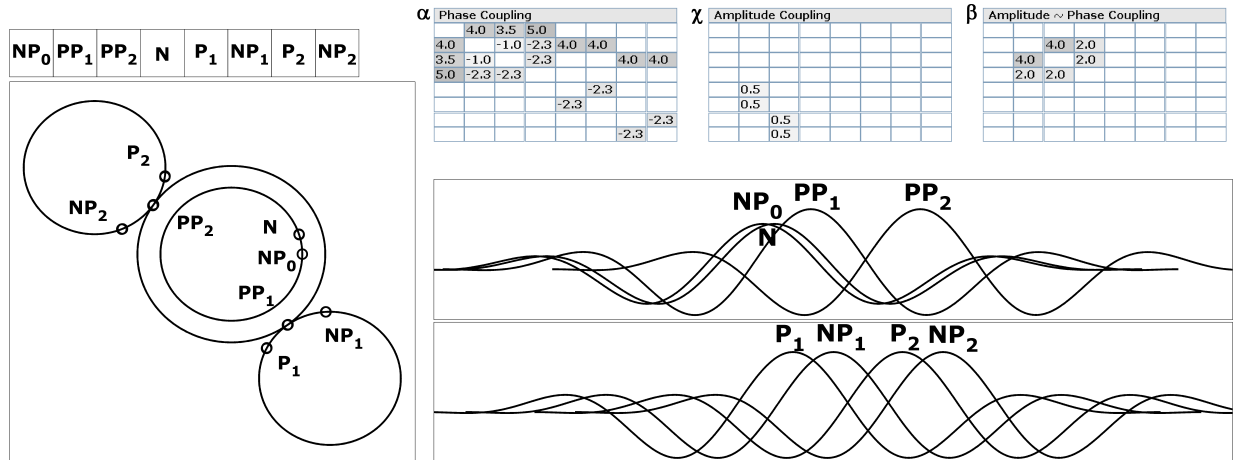 α Phase Coupling
4.0 3.5 5.0
4.0 -1.0 -2.3 4.0 4.0
3.5 -1.0 -2.3 4.0 4.0
5.0 -2.3 -2.3
-2.3
-2.3
-2.3
-2.3
χ Amplitude Coupling
0.5
0.5
0.5
0.5
β Amplitude ~ Phase Coupling
4.0 2.0
4.0 2.0
2.0 2.0
NP0 PP1 PP2 N P1 NP1 P2 NP2
P2
NP2
PP2
N
NP0
PP1
NP1
P1
NP0 PP1 PP2
N
P1 NP1 P2 NP2